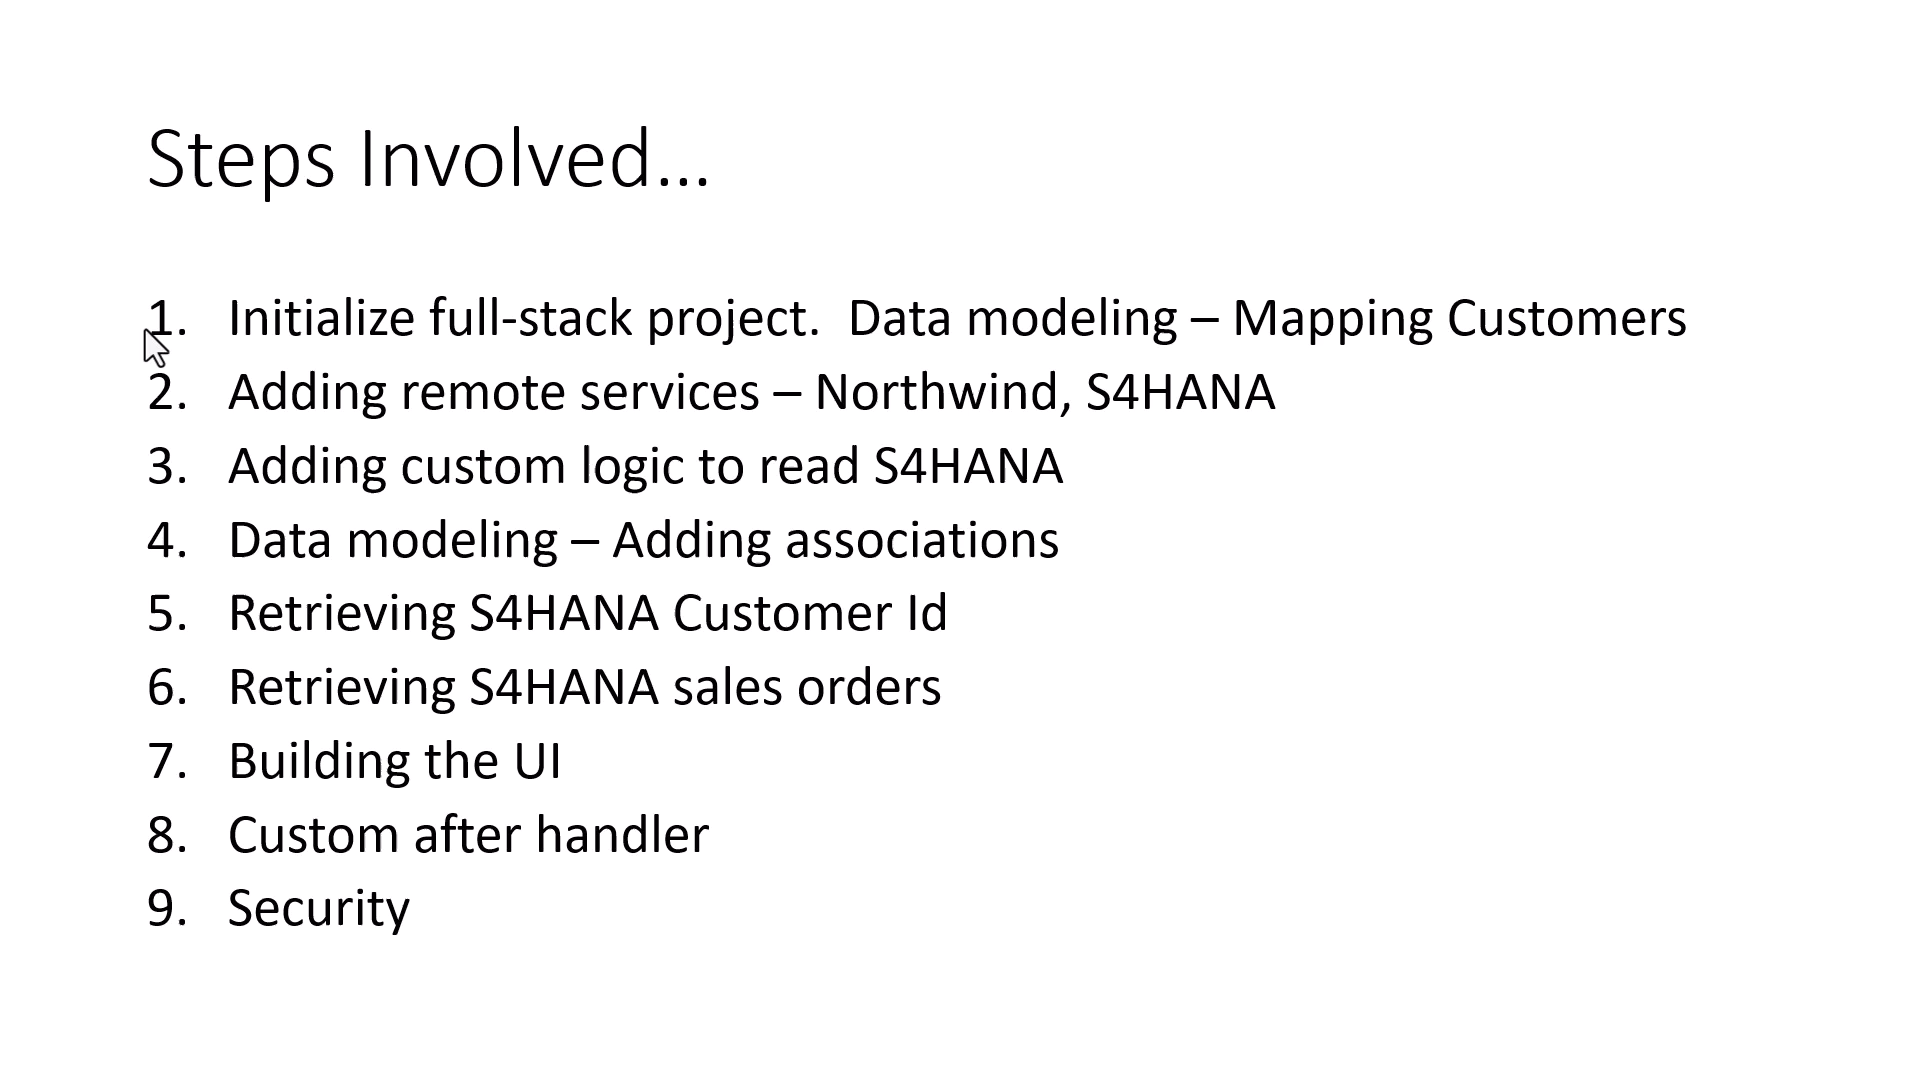 Steps Involved...
1. Initialize full-stack project.  Data modeling – Mapping Customers
2. Adding remote services – Northwind, S4HANA
3. Adding custom logic to read S4HANA
4. Data modeling – Adding associations
5. Retrieving S4HANA Customer Id
6. Retrieving S4HANA sales orders
7. Building the UI
8. Custom after handler
9. Security